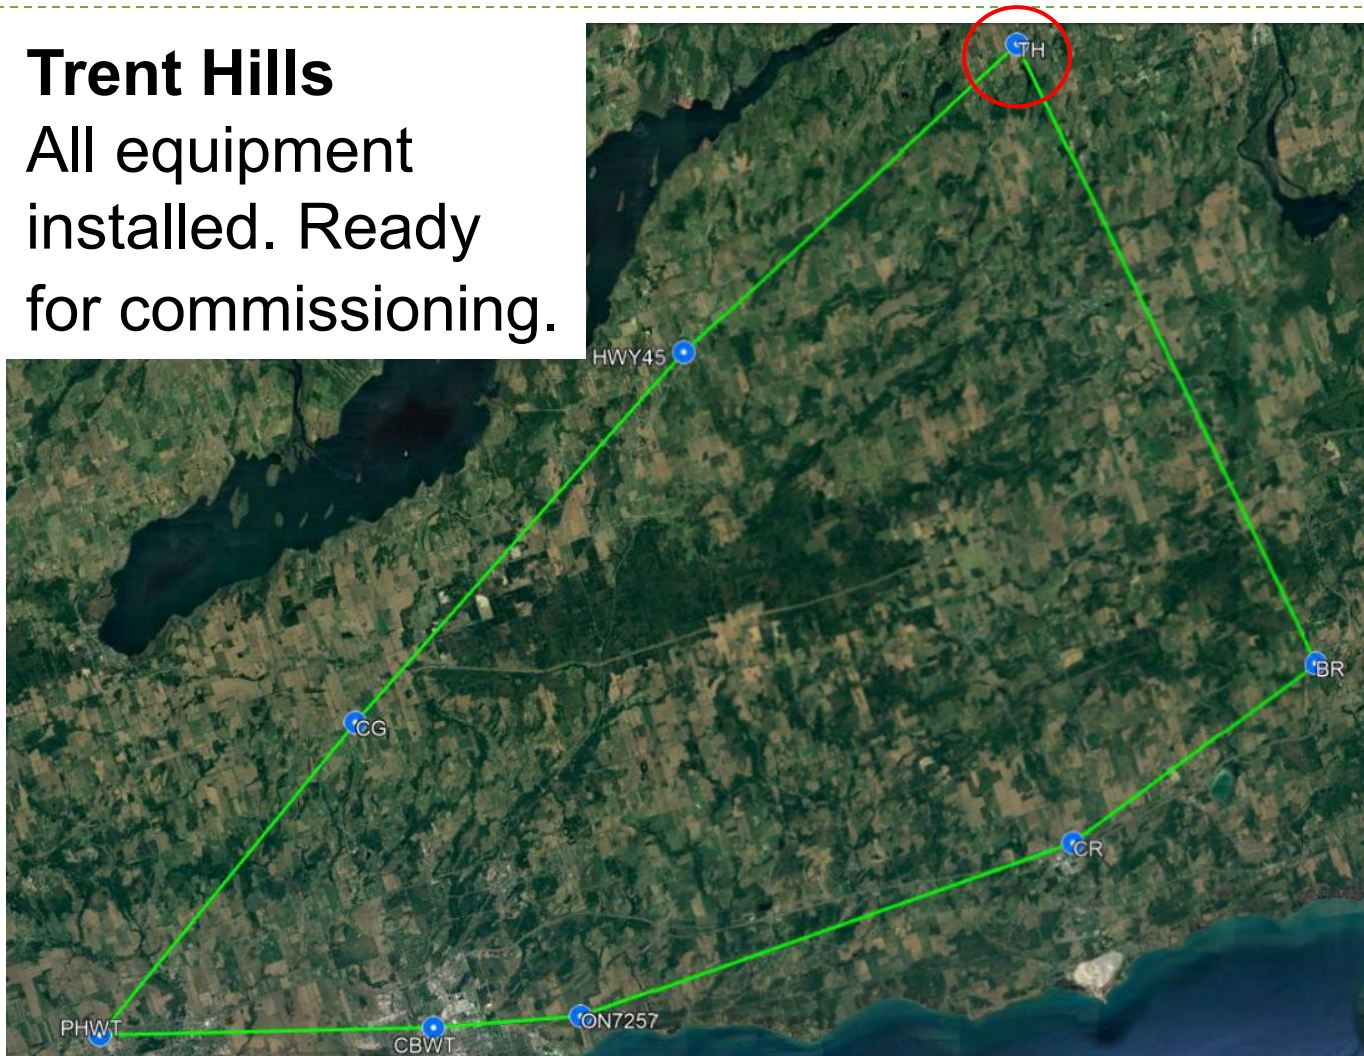 Trent Hills
All equipment
installed. Ready
for commissioning.
TH
HWY45
BR
CG
CR
PHWT
CBWT
ON7257